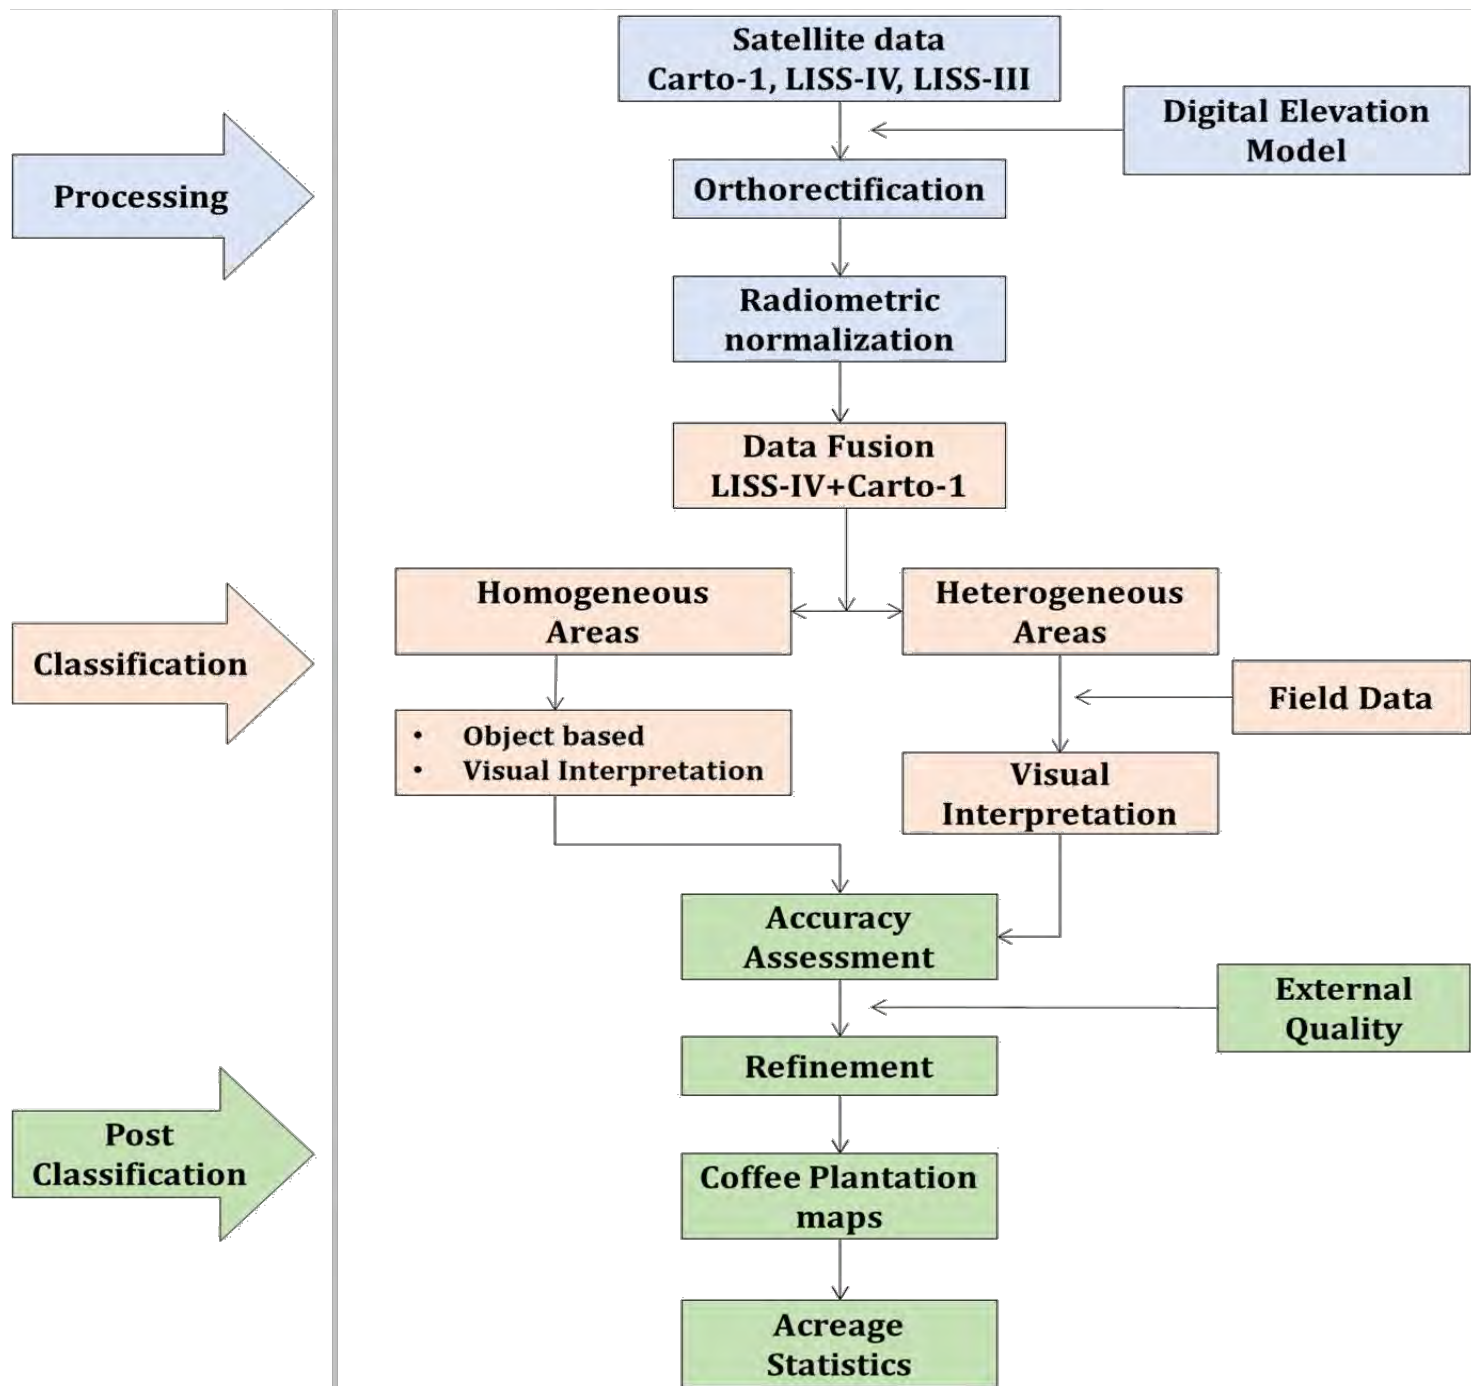 Satellite data
Carto-1, LISS-IV, LISS-III
Digital Elevation
Model
Processing
Orthorectification
Radiometric
normalization
Data Fusion
LISS-IV+Carto-1
Homogeneous
Areas
Heterogeneous
Areas
Classification
Field Data
• Object based
• Visual Interpretation
Visual
Interpretation
Accuracy
Assessment
External
Quality
Refinement
Post
Classification
Coffee Plantation
maps
Acreage
Statistics